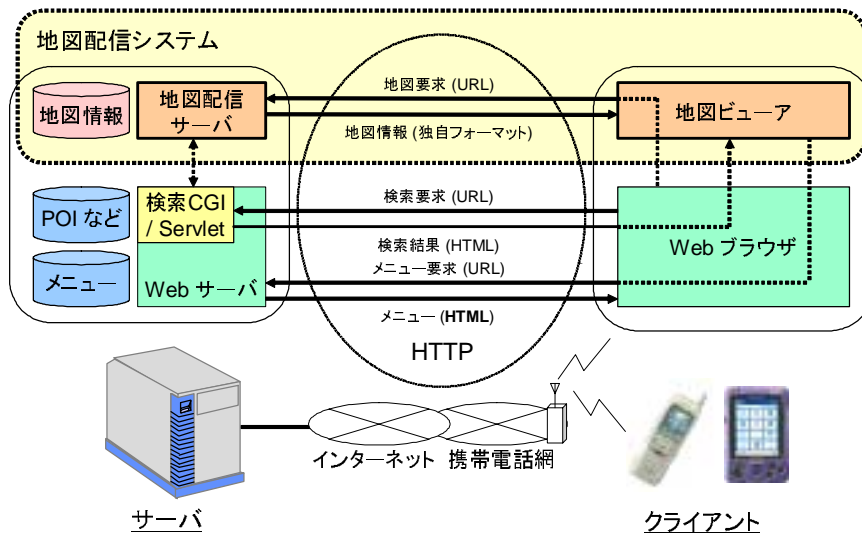 地図配信システム
地図情報
地図配信
サーバ
地図要求 (URL)
地図情報 (独自フォーマット)
地図ビューア
POI など
検索CGI
/ Servlet
検索要求 (URL)
検索結果 (HTML)
Web ブラウザ
メニュー
Web サーバ
メニュー要求 (URL)
メニュー (HTML)
HTTP
インターネット
携帯電話網
サーバ
クライアント